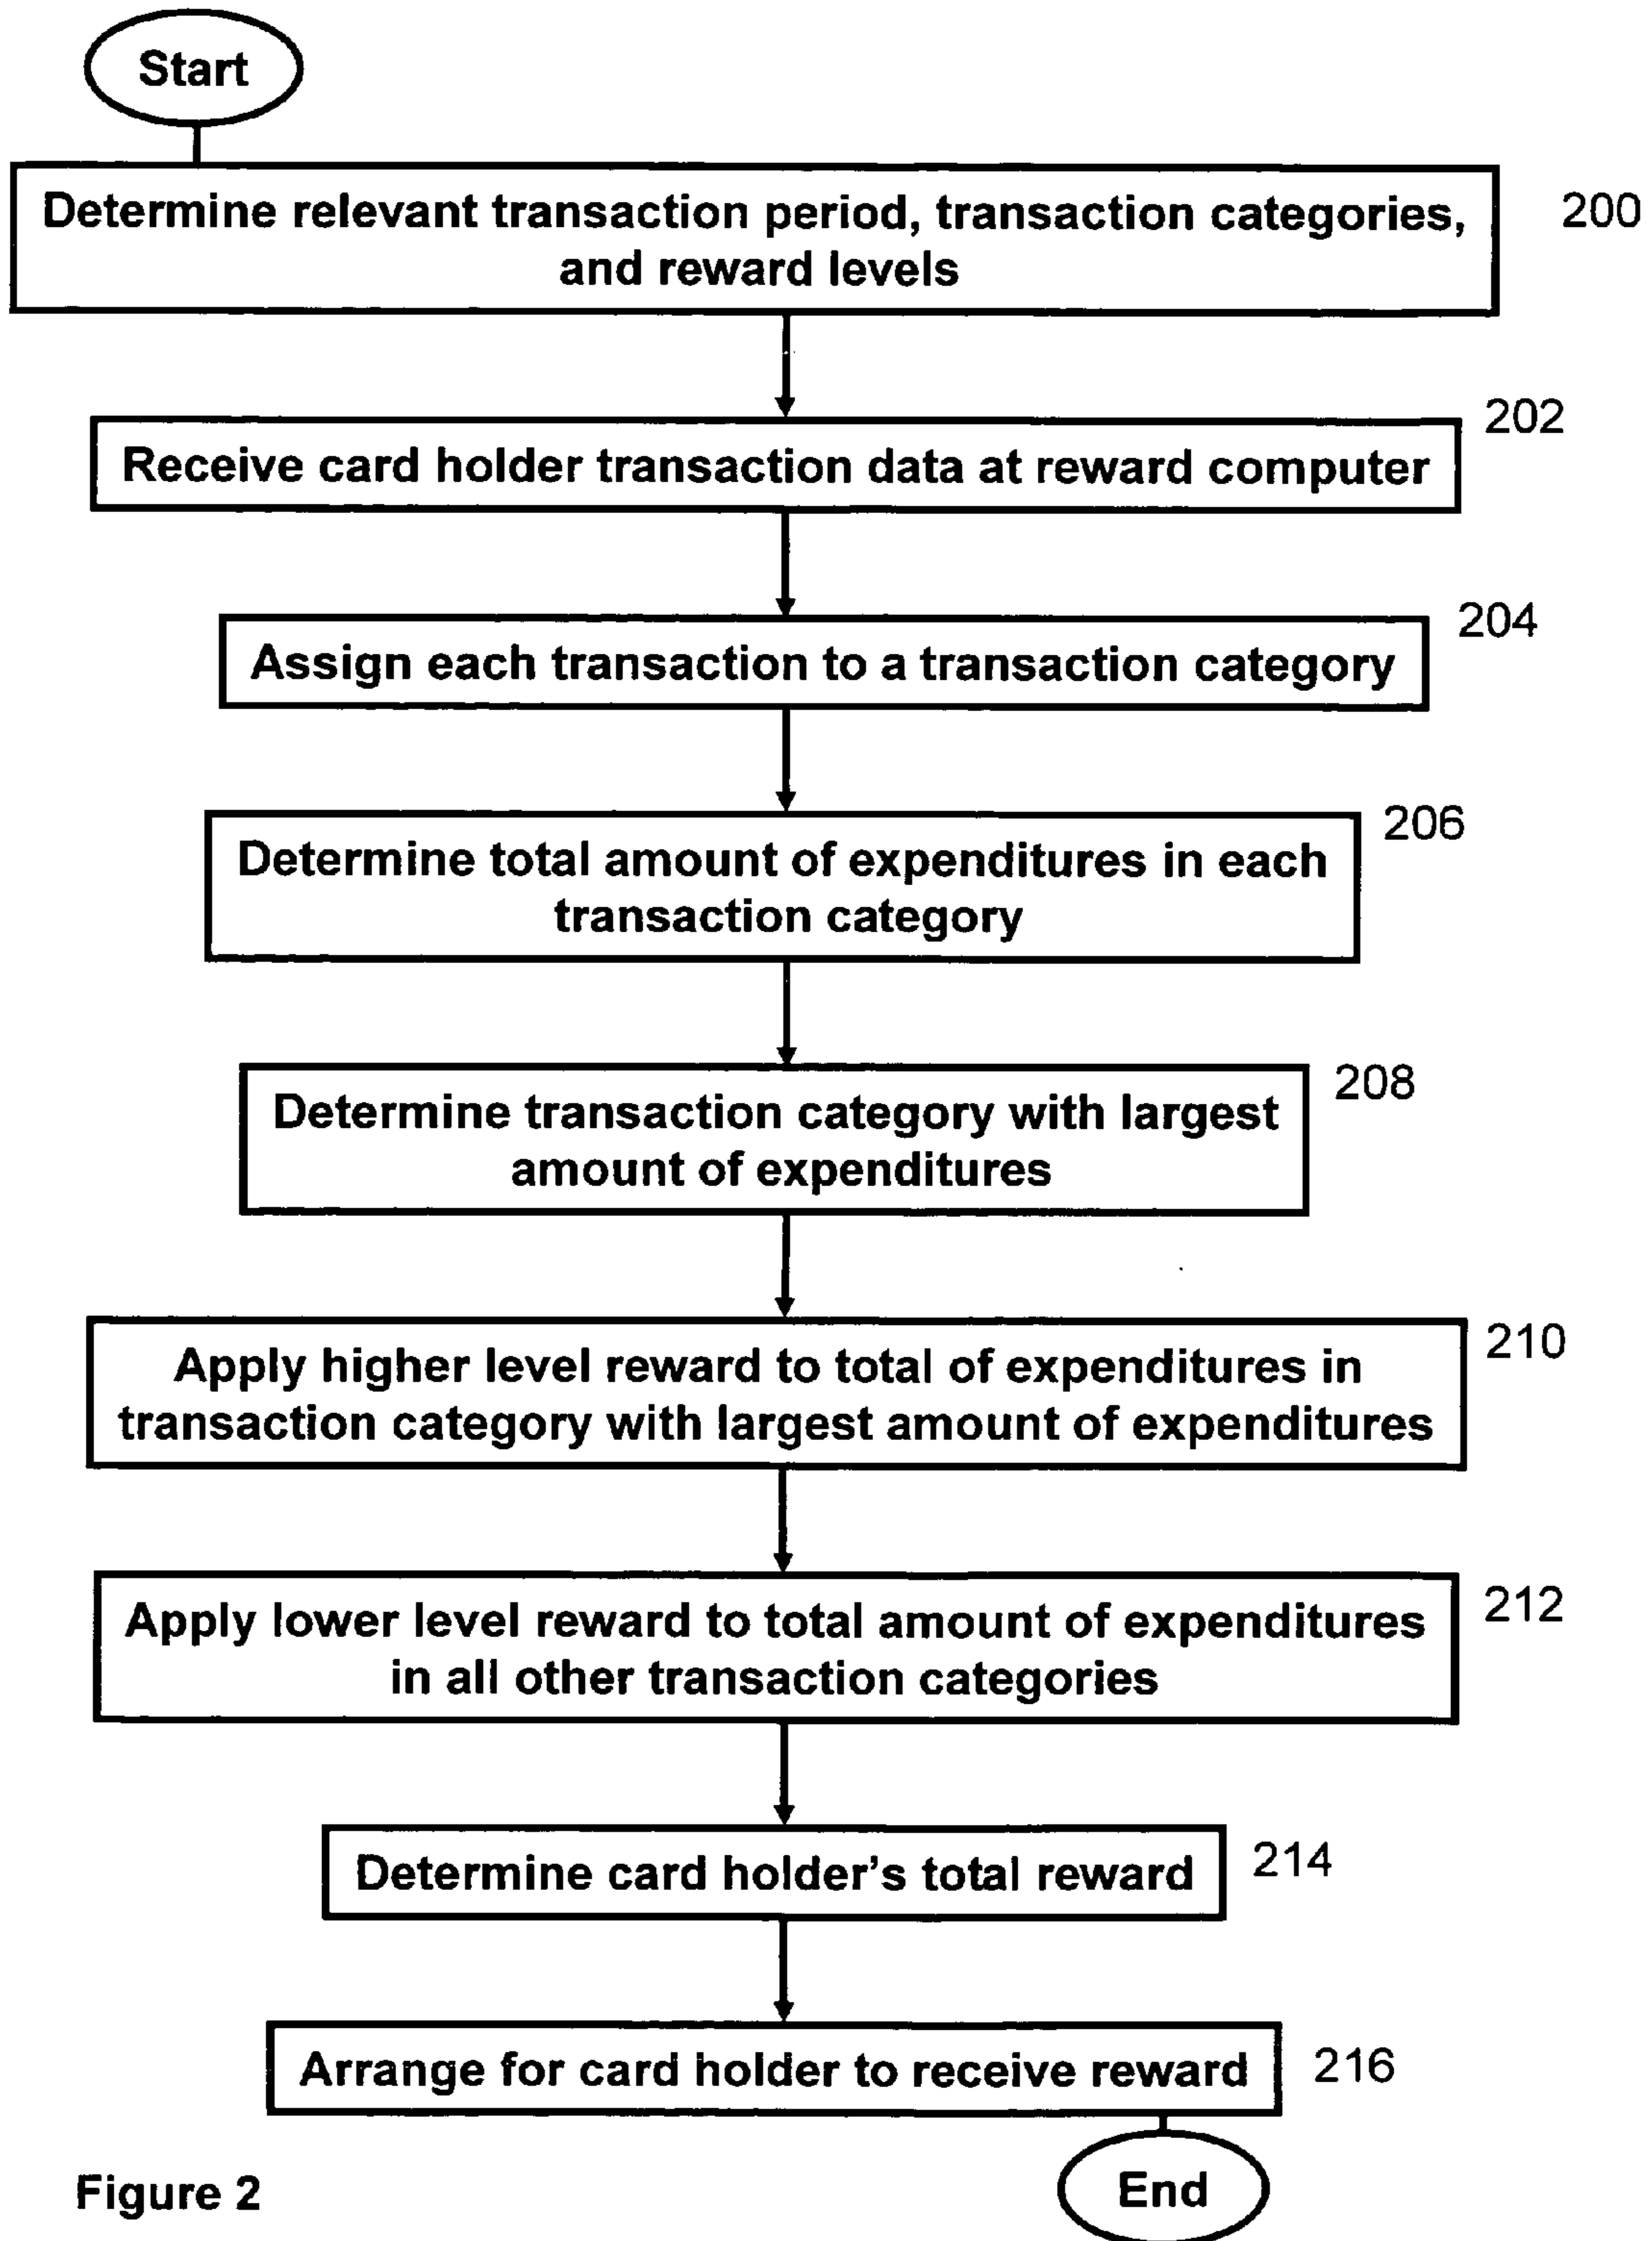 Start
Determine relevant transaction period, transaction categories,
and reward levels
200
202
Receive card holder transaction data at reward computer
204
Assign each transaction to a transaction category
206
Determine total amount of expenditures in each
transaction category
208
Determine transaction category with largest
amount of expenditures
210
Apply higher level reward to total of expenditures in
transaction category with largest amount of expenditures
212
Apply lower level reward to total amount of expenditures
in all other transaction categories
214
Determine card holder's total reward
216
Arrange for card holder to receive reward
End
Figure 2